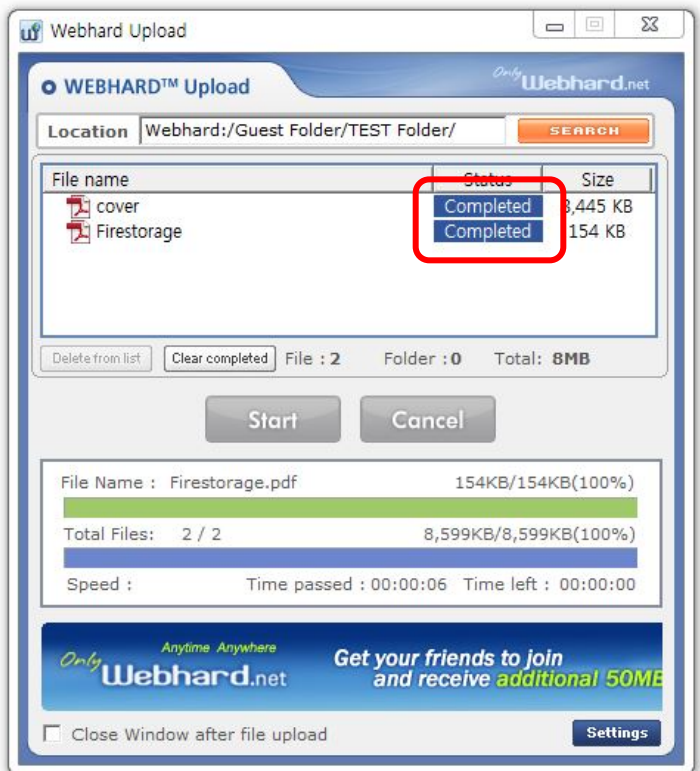 Webhard Upload
WEBHARD™ Upload
Only Webhard.net
Location Webhard:/Guest Folder/TEST Folder/ SEARCH
File name Status Size
cover Completed 8,445 KB
Firestorage Completed 154 KB
Delete from list Clear completed File : 2 Folder : 0 Total: 8MB
Start Cancel
File Name : Firestorage.pdf 154KB/154KB(100%)
Total Files: 2 / 2 8,599KB/8,599KB(100%)
Speed : Time passed : 00:00:06 Time left : 00:00:00
Anytime Anywhere
Only Webhard.net
Get your friends to join
and receive additional 50MB
Close Window after file upload Settings